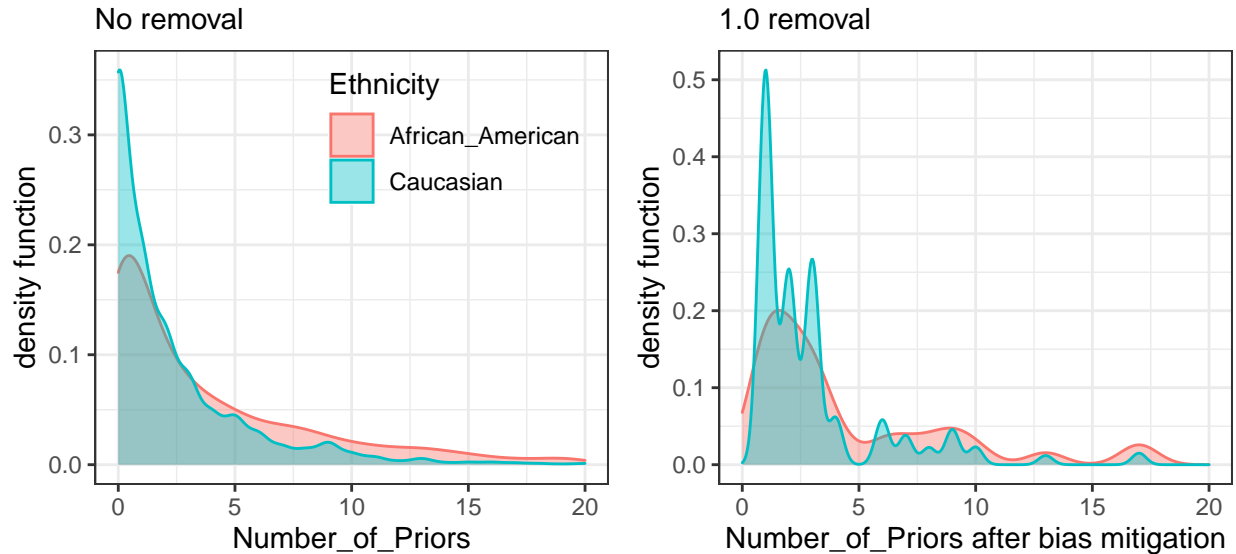 No removal
density function
0.3
0.2
0.1
0.0
Ethnicity
African_American
Caucasian
0
5
10
15
20
Number_of_Priors
1.0 removal
density function
0.5
0.4
0.3
0.2
0.1
0.0
0
5
10
15
20
Number_of_Priors after bias mitigation